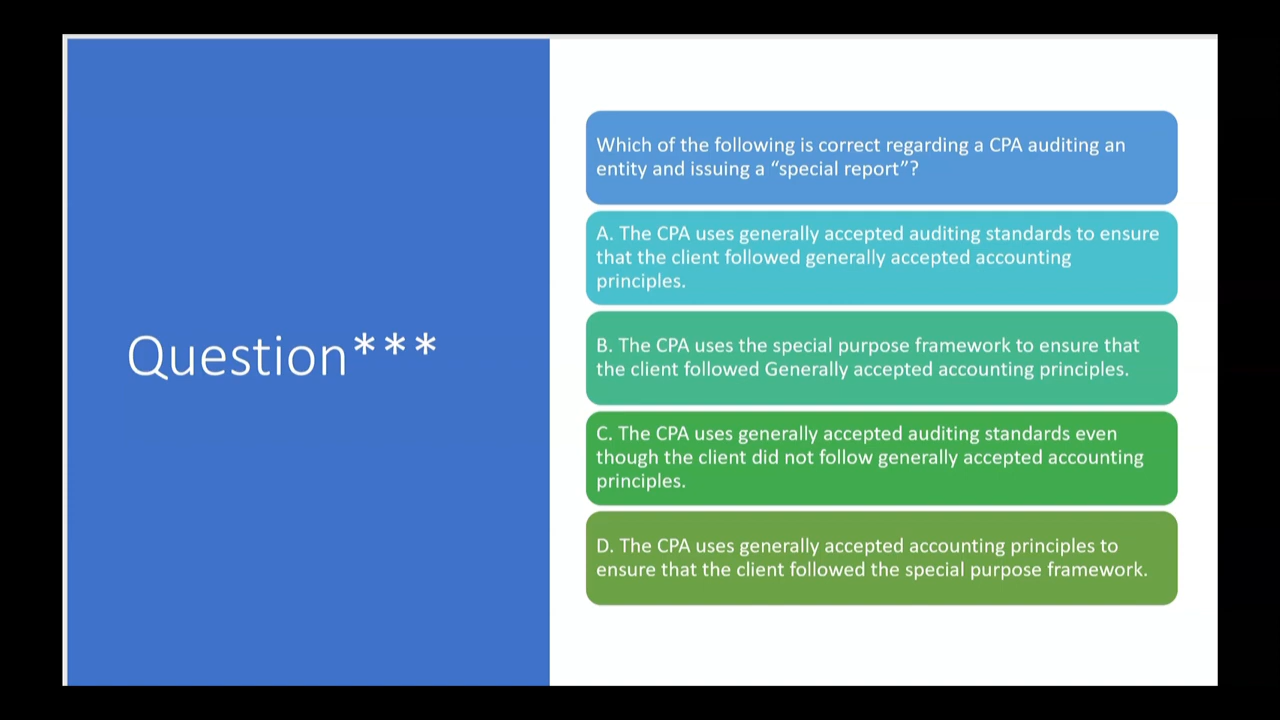 Question***
Which of the following is correct regarding a CPA auditing an
entity and issuing a “special report”?
A. The CPA uses generally accepted auditing standards to ensure
that the client followed generally accepted accounting
principles.
B. The CPA uses the special purpose framework to ensure that
the client followed Generally accepted accounting principles.
C. The CPA uses generally accepted auditing standards even
though the client did not follow generally accepted accounting
principles.
D. The CPA uses generally accepted accounting principles to
ensure that the client followed the special purpose framework.